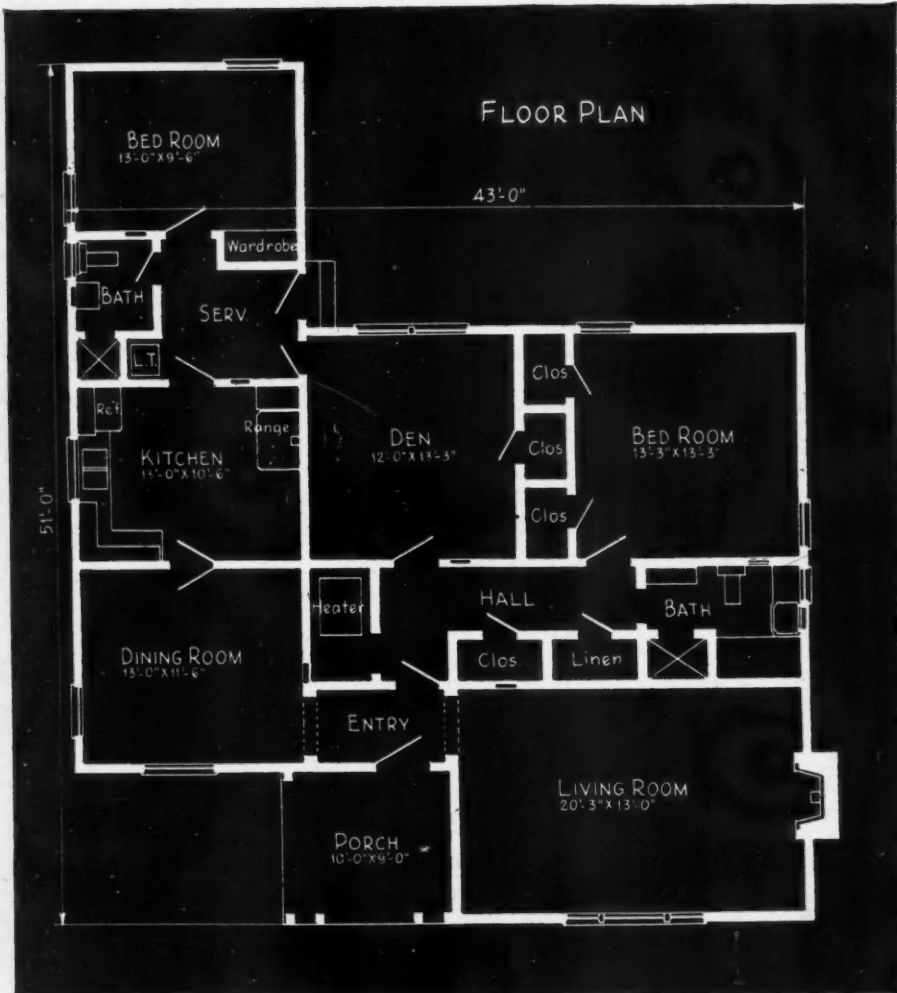 FLOOR PLAN
BED ROOM
13'-0"X9'-6"
43'-0"
Wardrobe
BATH
SERV.
L.T.
Clos.
Ref.
Range
KITCHEN
13'-0"X10'-6"
DEN
12'-0"X13'-3"
Clos.
BED ROOM
13'-3"X13'-3"
51'-0"
Clos.
Heater
HALL
BATH
DINING ROOM
13'-0"X11'-6"
Clos.
Linen
ENTRY
LIVING ROOM
20'-3"X13'-0"
PORCH
10'-0"X9'-0"